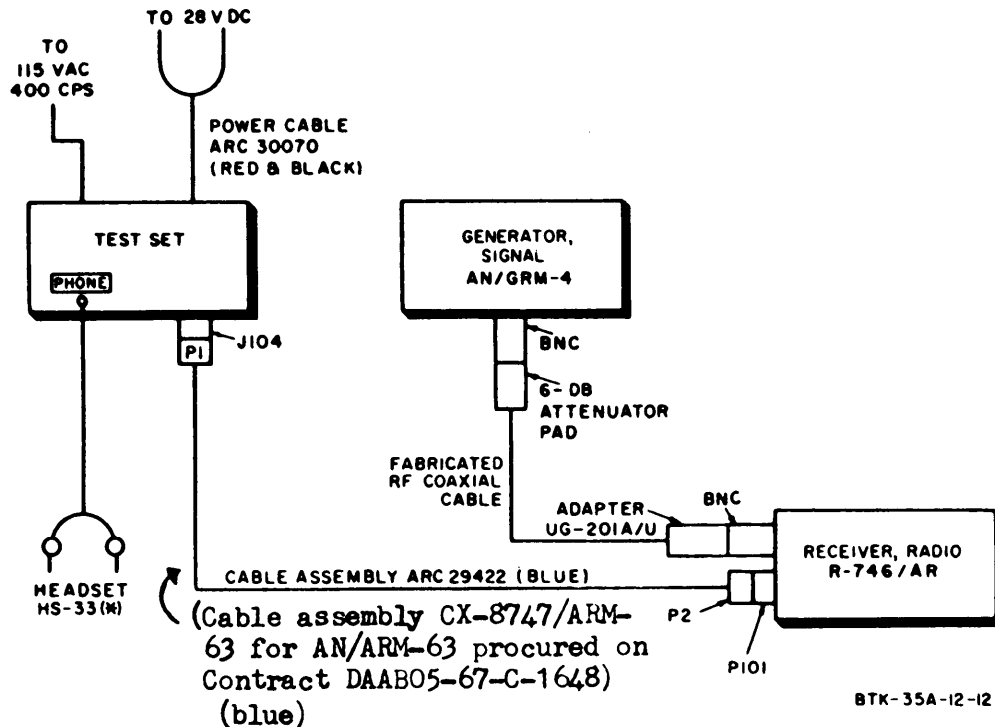 TO 28 V DC
TO
115 VAC
400 CPS
POWER CABLE
ARC 30070
(RED & BLACK)
TEST SET
PHONE
GENERATOR,
SIGNAL
AN/GRM-4
J104
P1
BNC
6-DB
ATTENUATOR
PAD
FABRICATED
RF COAXIAL
CABLE
ADAPTER
UG-201A/U
BNC
RECEIVER, RADIO
R-746/AR
HEADSET
HS-33(*)
CABLE ASSEMBLY ARC 29422 (BLUE)
P2
P101
(Cable assembly CX-8747/ARM-
63 for AN/ARM-63 procured on
Contract DAAB05-67-C-1648)
(blue)
BTK-35A-12-12